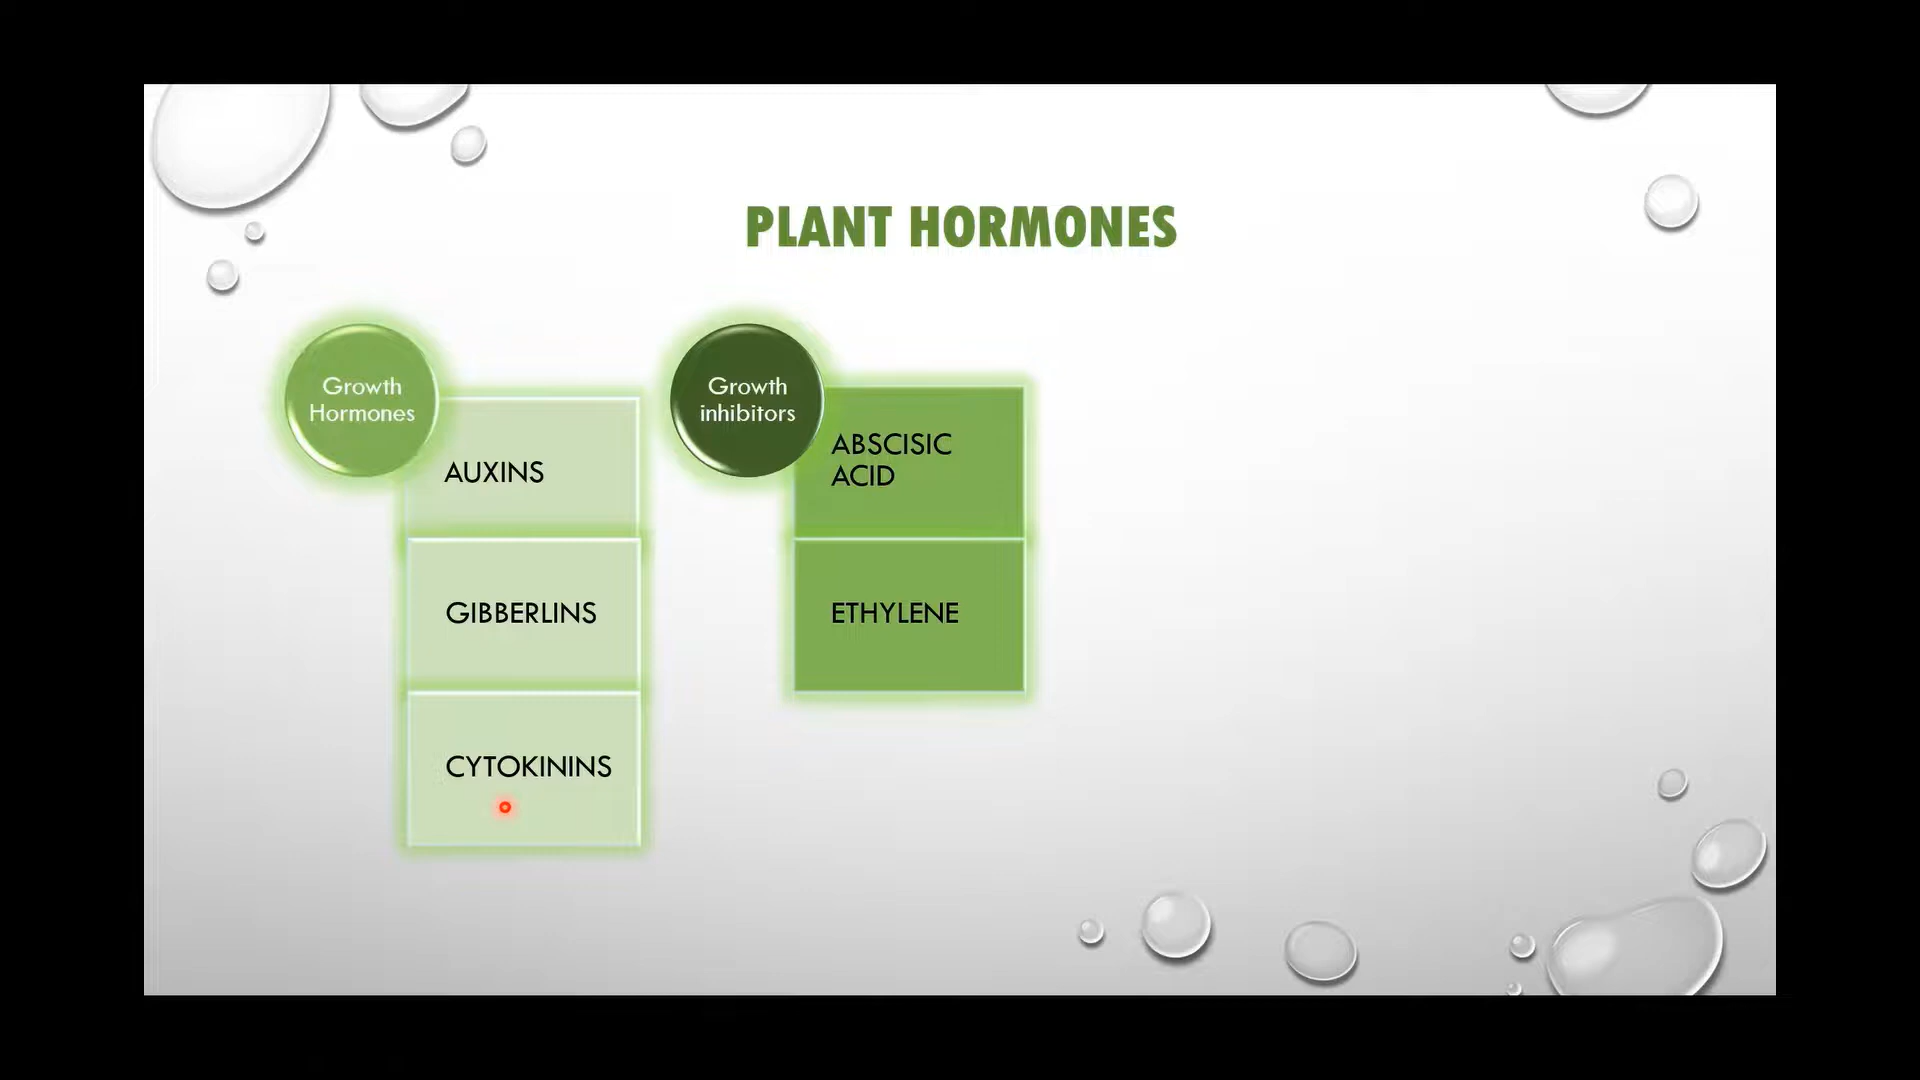 PLANT HORMONES
Growth
Hormones
AUXINS
GIBBERLINS
CYTOKININS
Growth
inhibitors
ABSCISIC
ACID
ETHYLENE